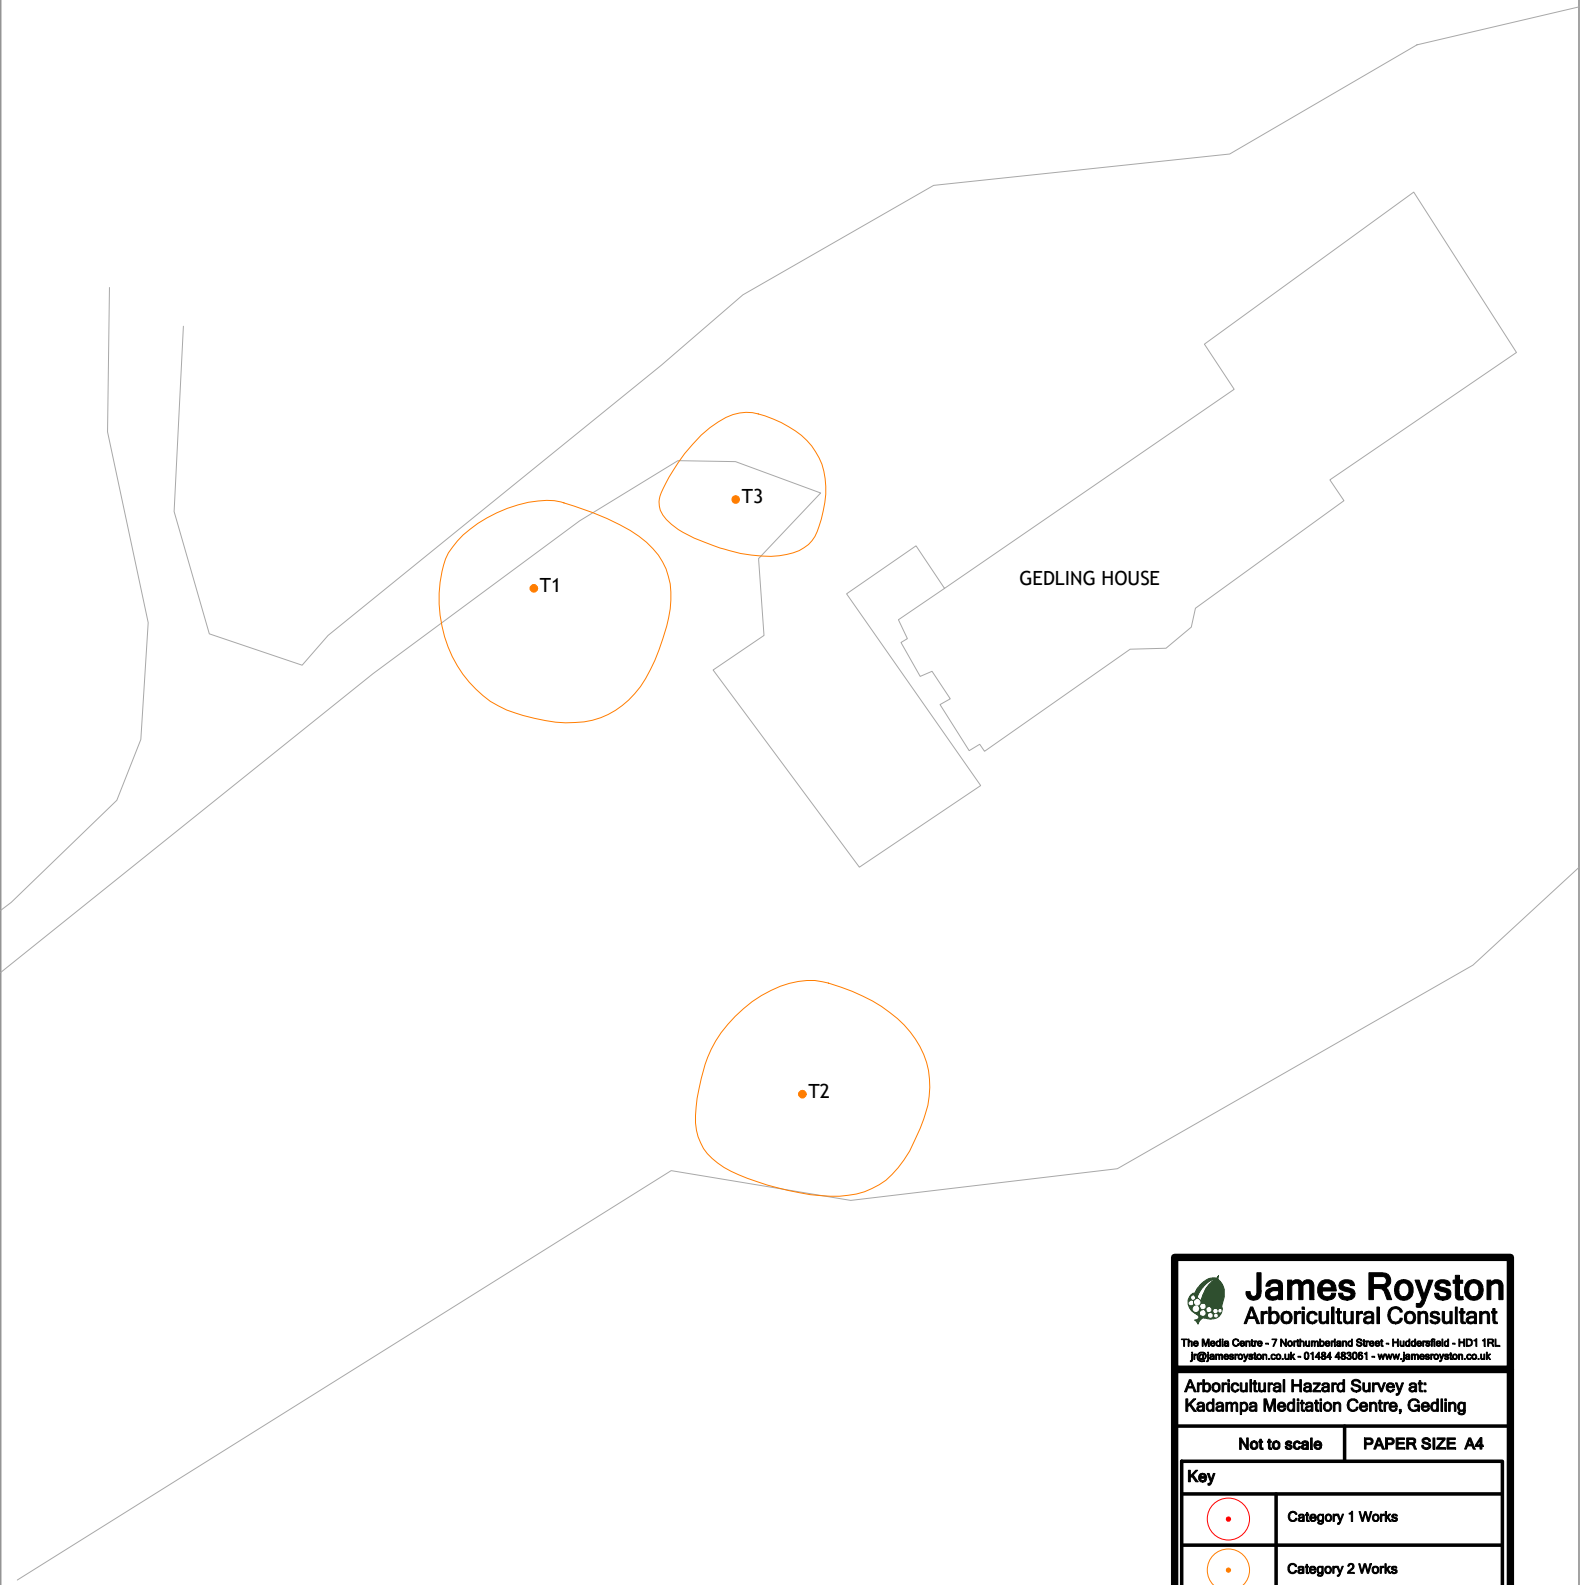 T3
T1
GEDLING HOUSE
T2
James Royston
Arboricultural Consultant
The Media Centre - 7 Northumberland Street - Huddersfield - HD1 1RL
jr@jamesroyston.co.uk - 01484 483061 - www.jamesroyston.co.uk
Arboricultural Hazard Survey at:
Kadampa Meditation Centre, Gedling
Not to scale PAPER SIZE A4
Key
Category 1 Works
Category 2 Works